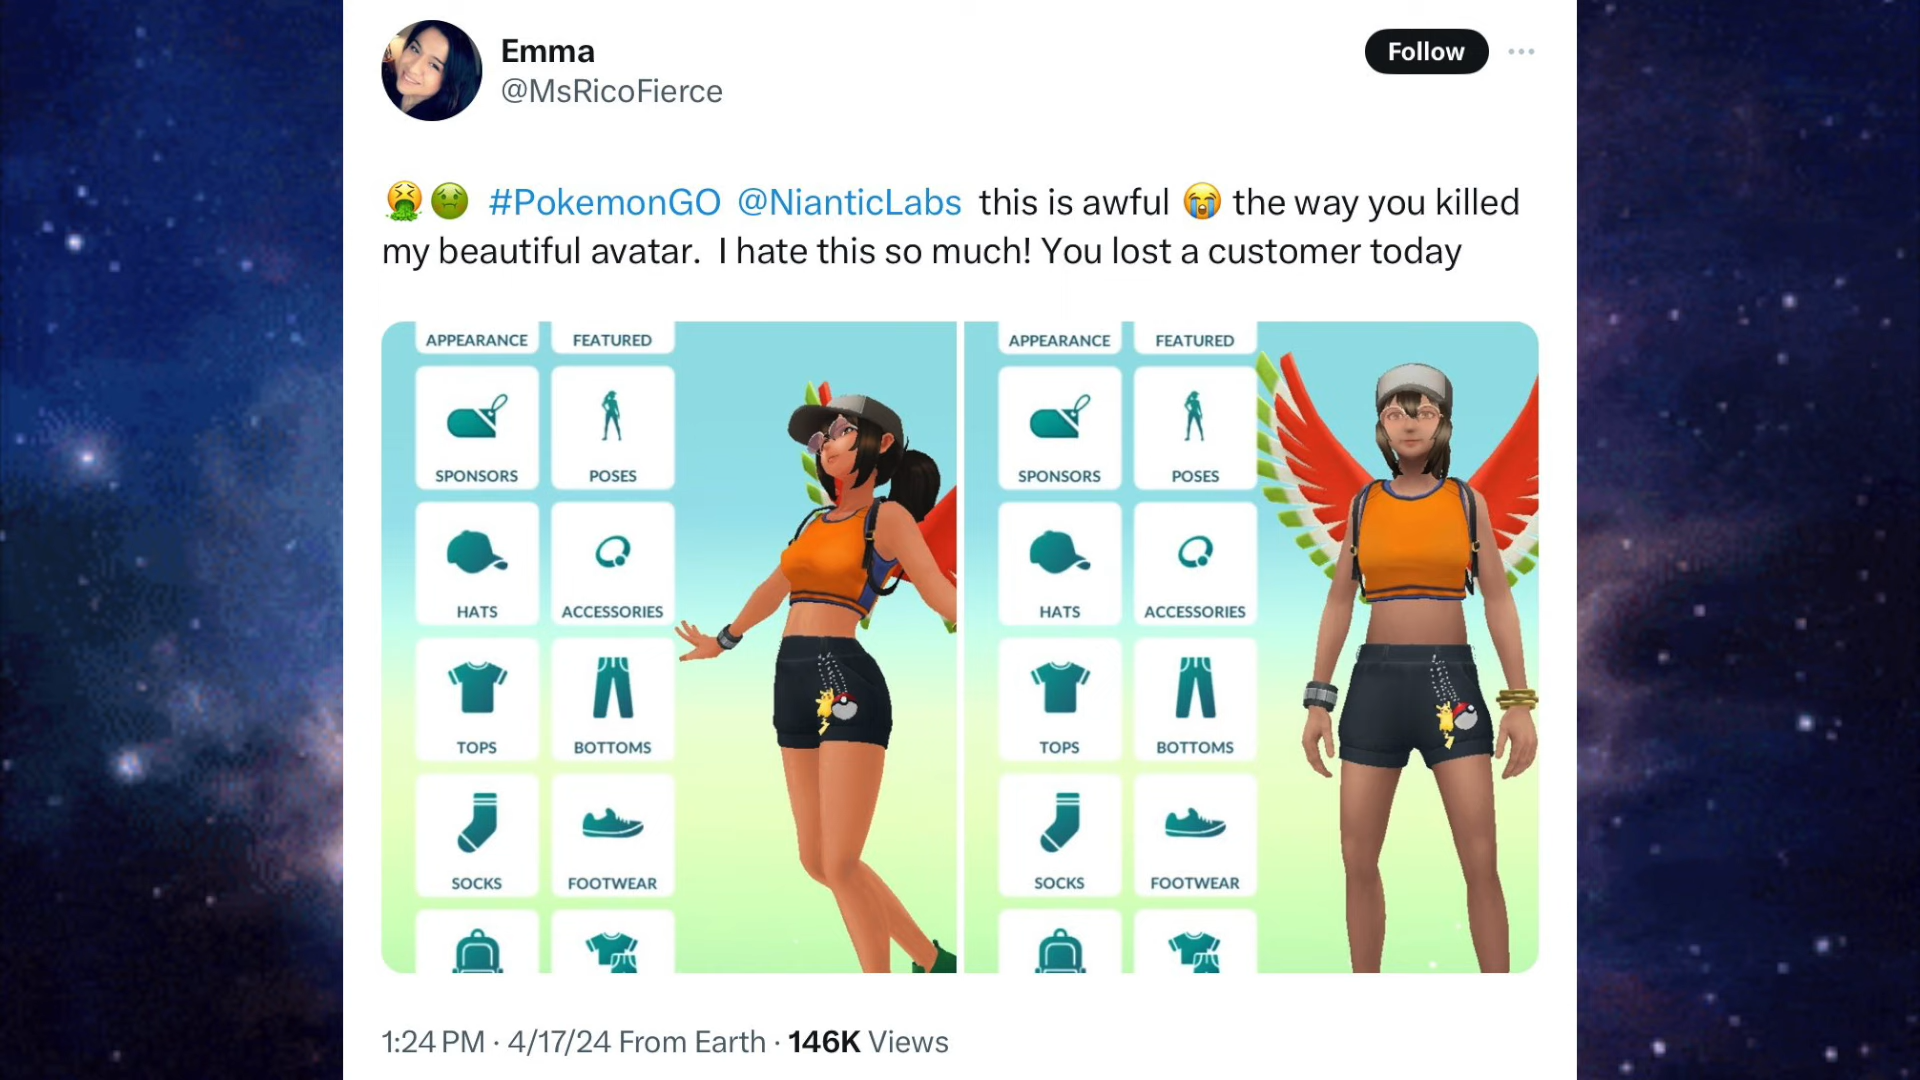 Emma
@MsRicoFierce
Follow
🤮🤢 #PokemonGO @NianticLabs this is awful 😭 the way you killed
my beautiful avatar. I hate this so much! You lost a customer today
APPEARANCE FEATURED
SPONSORS POSES
HATS ACCESSORIES
TOPS BOTTOMS
SOCKS FOOTWEAR
APPEARANCE FEATURED
SPONSORS POSES
HATS ACCESSORIES
TOPS BOTTOMS
SOCKS FOOTWEAR
1:24 PM · 4/17/24 From Earth · 146K Views